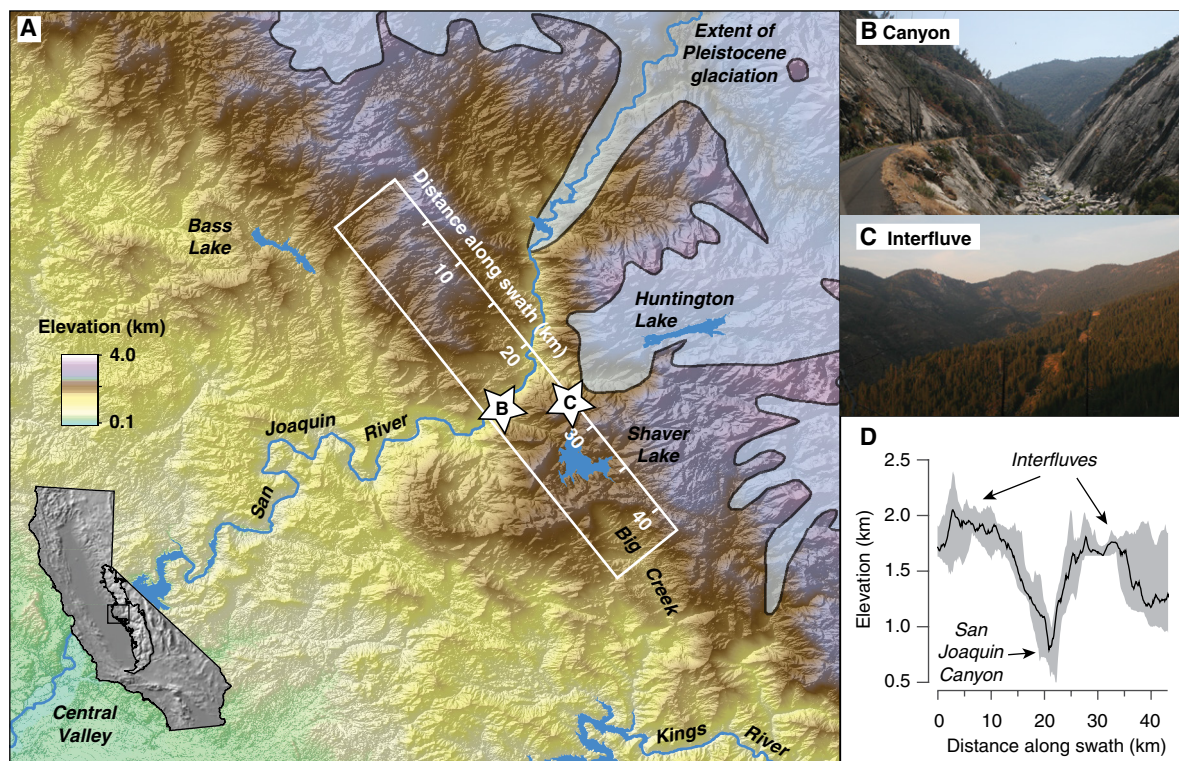 A
Extent of
Pleistocene
glaciation
Bass
Lake
Distance along swath (km)
10
20
30
40
Huntington
Lake
Elevation (km)
4.0
0.1
B
C
Joaquin
River
San
Shaver
Lake
Big
Creek
Central
Valley
Kings
River
B Canyon
C Interfluve
D
2.5
2.0
1.5
1.0
0.5
Elevation (km)
Interfluves
San
Joaquin
Canyon
0
10
20
30
40
Distance along swath (km)